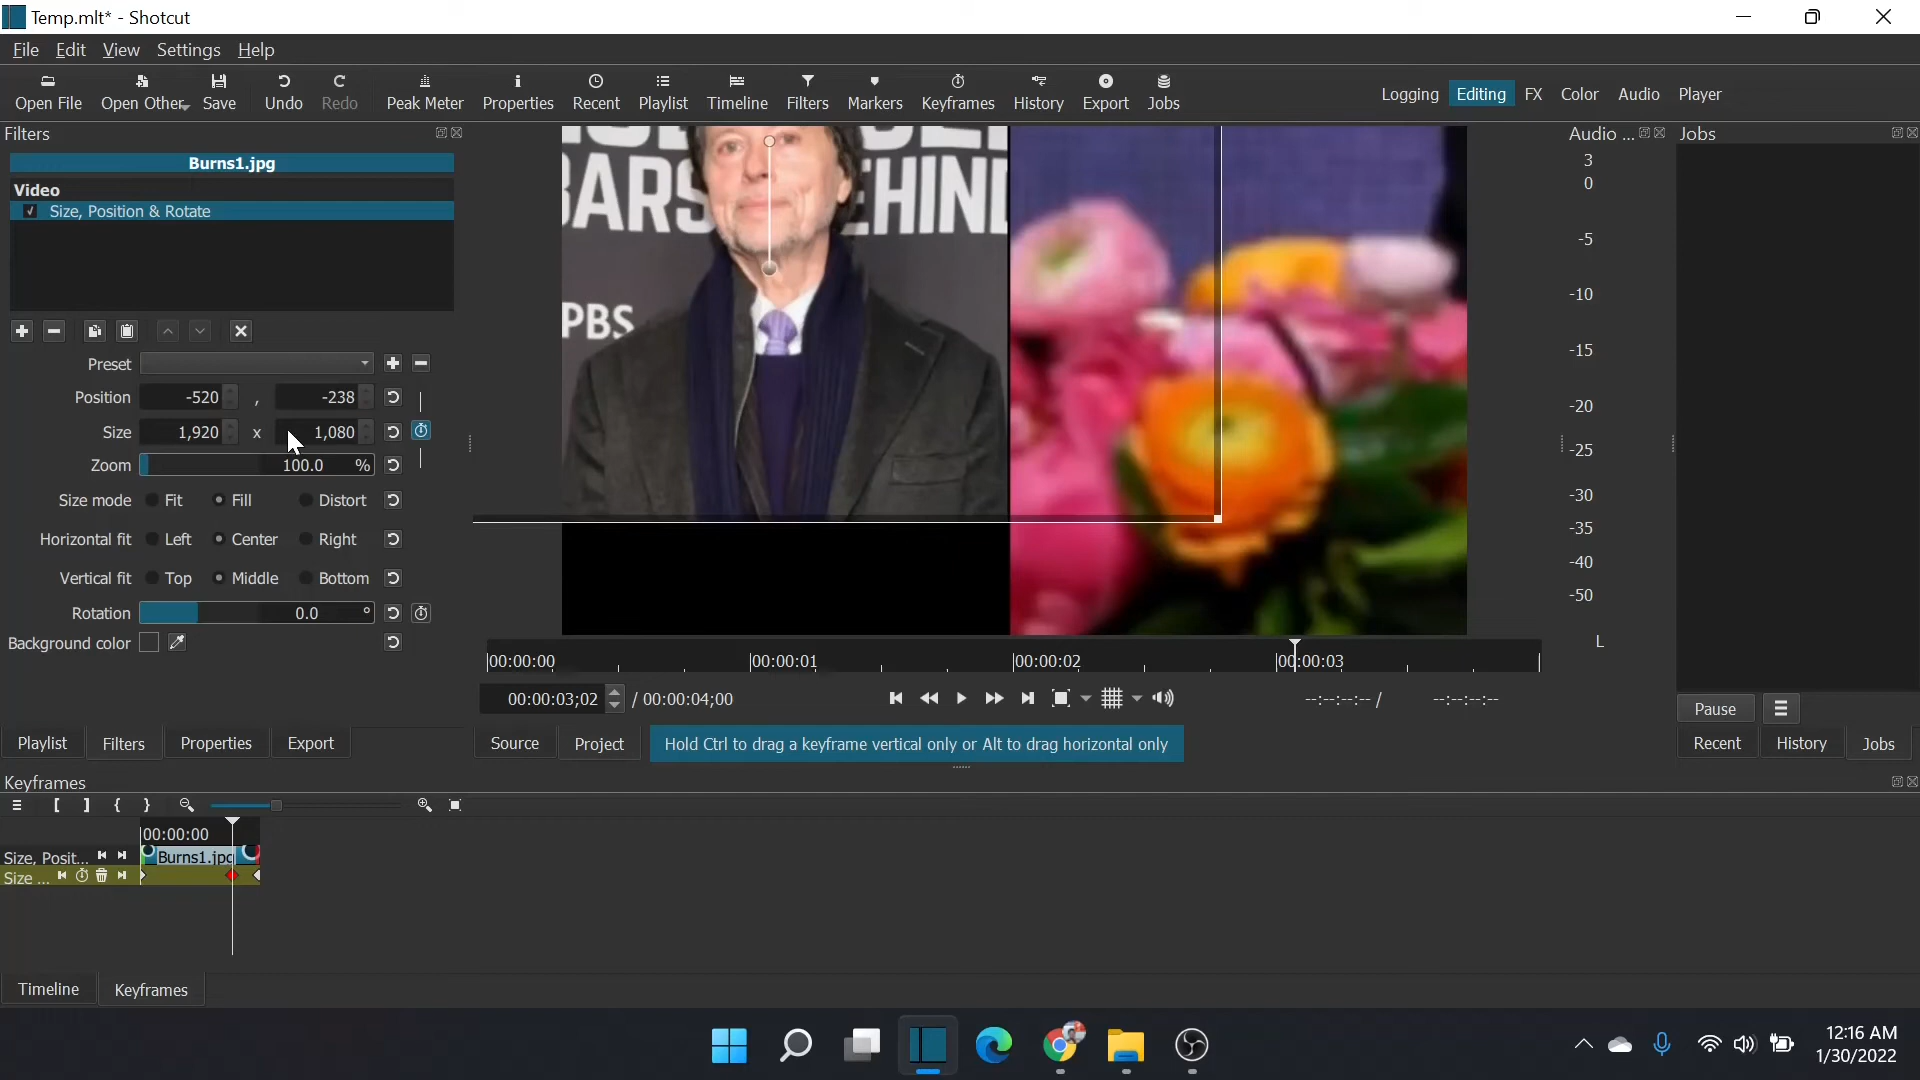 Temp.mlt* - Shotcut
File Edit View Settings Help
Open File Open Other Save Undo Redo Peak Meter Properties Recent Playlist Timeline Filters Markers Keyframes History Export Jobs
Logging Editing FX Color Audio Player
Filters
Burns1.jpg
Video
Size, Position & Rotate
Preset
Position -520 , -238
Size 1,920 x 1,080
Zoom 100.0 %
Size mode Fit Fill Distort
Horizontal fit Left Center Right
Vertical fit Top Middle Bottom
Rotation 0.0 °
Background color
Playlist Filters Properties Export
BARS EHIN
PBS
00:00:00 00:00:01 00:00:02 00:00:03
00:00:03;02 / 00:00:04;00
--:--:--:-- / --:--:--:--
Source Project Hold Ctrl to drag a keyframe vertical only or Alt to drag horizontal only
Audio ...
3
0
-5
-10
-15
-20
-25
-30
-35
-40
-50
L
Jobs
Pause
Recent History Jobs
Keyframes
00:00:00
Size, Posit... Burns1.jpg
Size ...
Timeline Keyframes
12:16 AM
1/30/2022